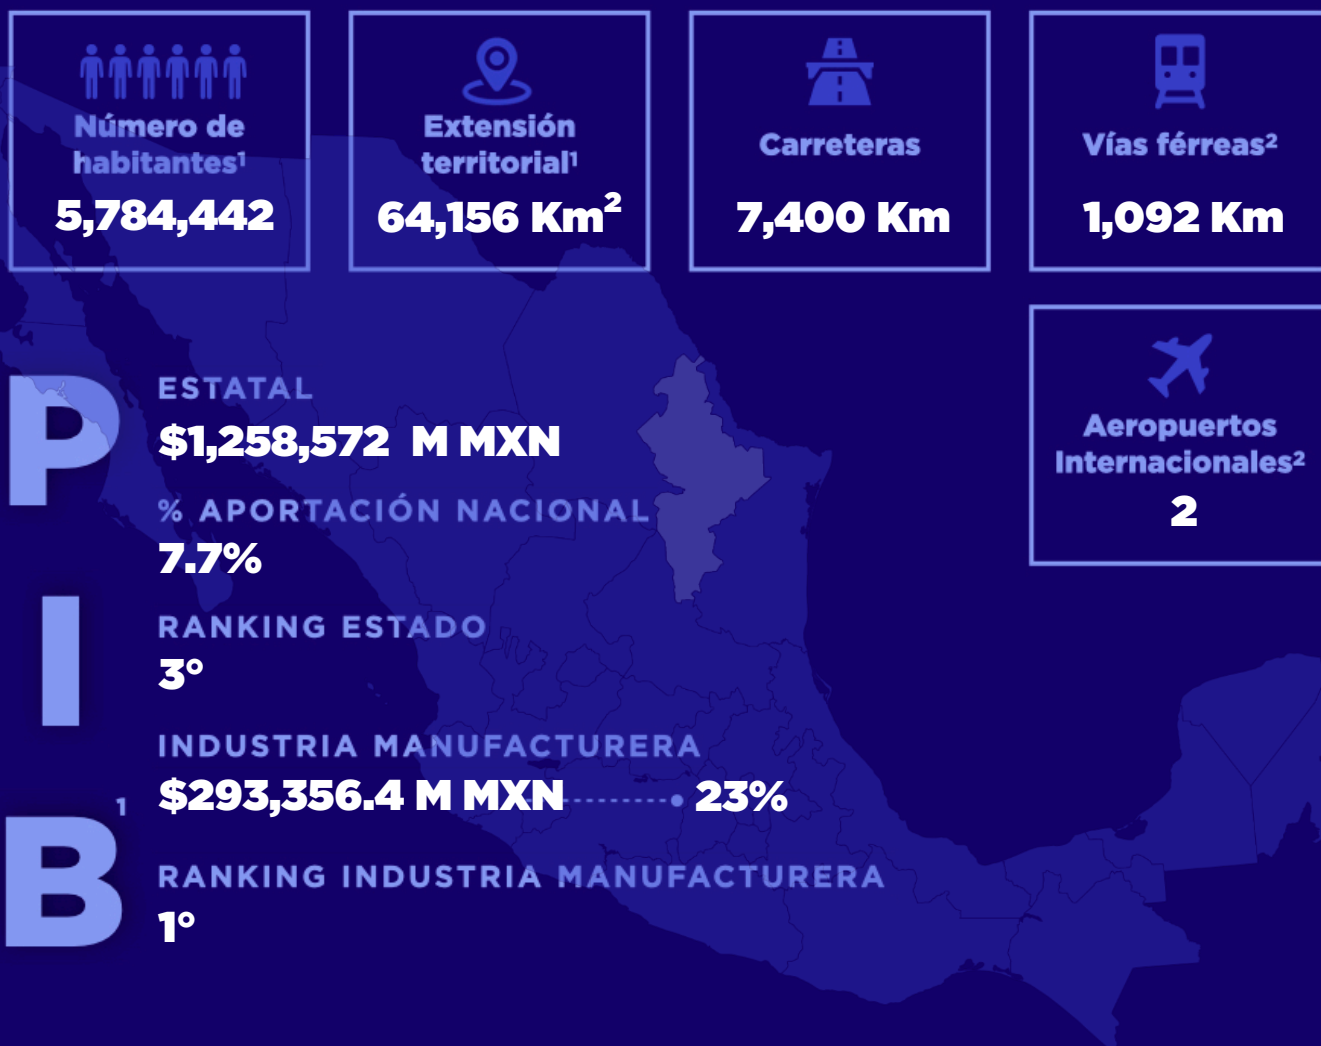 Número de
habitantes¹
5,784,442
Extensión
territorial¹
64,156 Km²
Carreteras
7,400 Km
Vías férreas²
1,092 Km
Aeropuertos
Internacionales²
2
PIB¹
ESTATAL
$1,258,572 M MXN
% APORTACIÓN NACIONAL
7.7%
RANKING ESTADO
3°
INDUSTRIA MANUFACTURERA
$293,356.4 M MXN 23%
RANKING INDUSTRIA MANUFACTURERA
1°